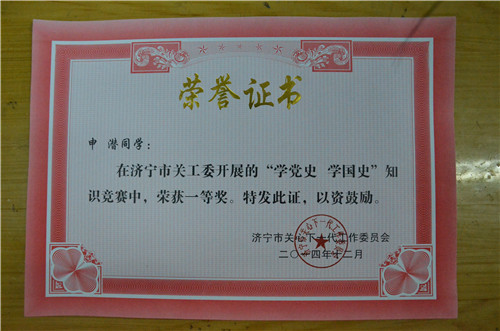 荣誉证书
申 潜同学：
在济宁市关工委开展的“学党史 学国史”知
识竞赛中，荣获一等奖。特发此证，以资鼓励。
济宁市关心下一代工作委员会
二〇一四年十二月